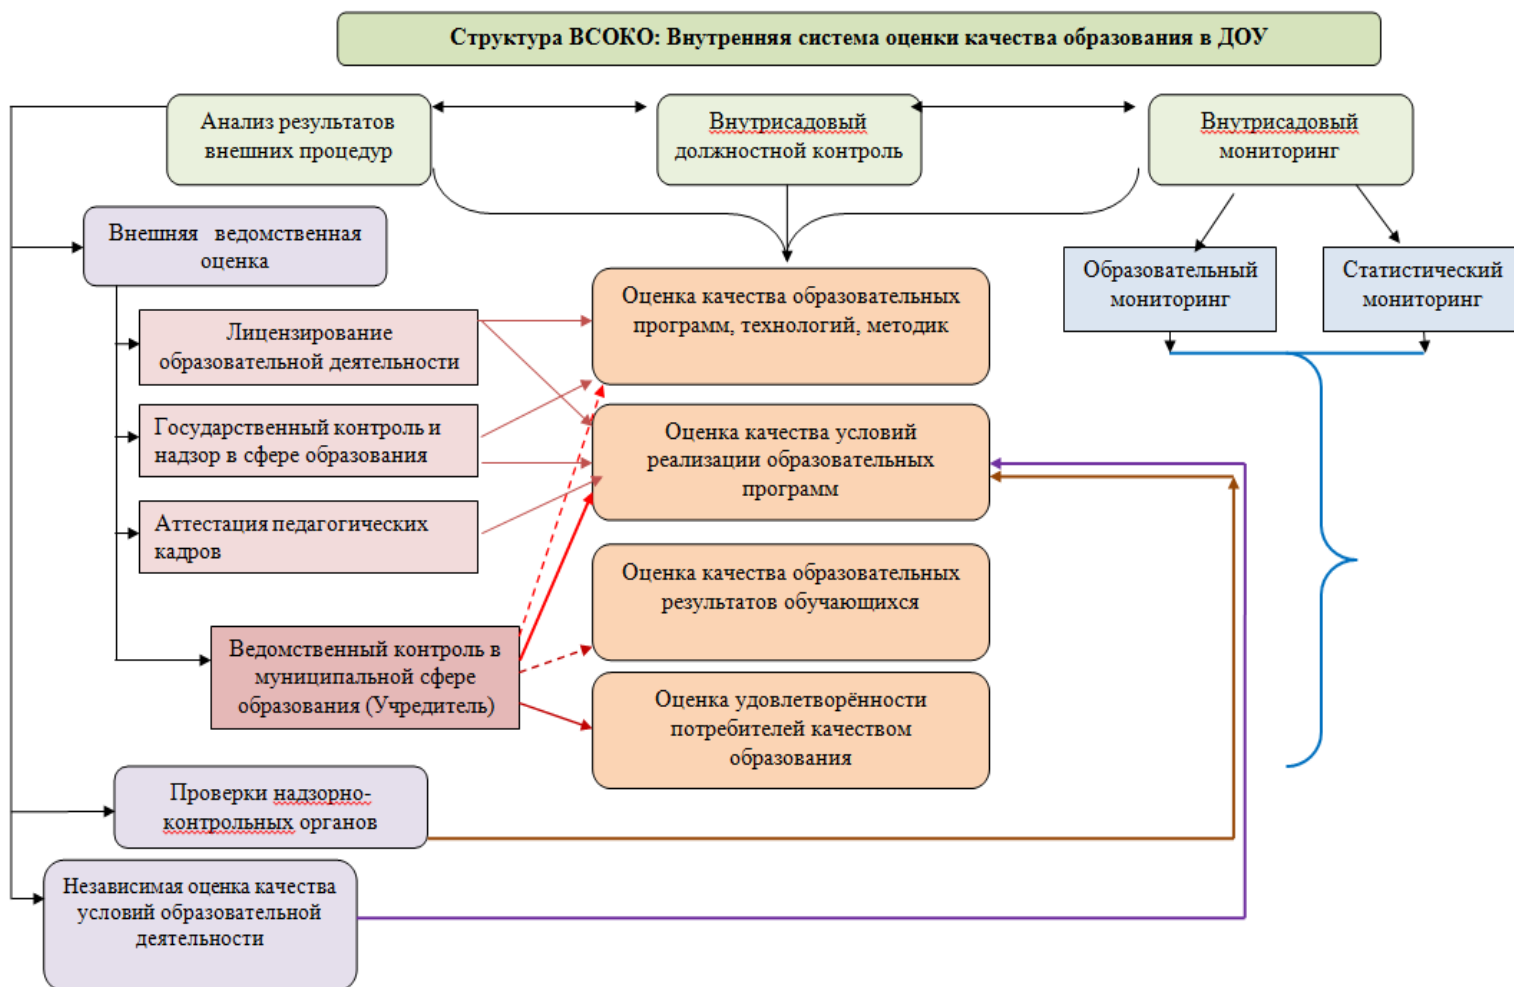 Структура ВСОКО: Внутренняя система оценки качества образования в ДОУ
Анализ результатов
внешних процедур
Внутрисадовый
должностной контроль
Внутрисадовый
мониторинг
Внешняя ведомственная
оценка
Образовательный
мониторинг
Статистический
мониторинг
Оценка качества образовательных
программ, технологий, методик
Лицензирование
образовательной деятельности
Государственный контроль и
надзор в сфере образования
Оценка качества условий
реализации образовательных
программ
Аттестация педагогических
кадров
Оценка качества образовательных
результатов обучающихся
Ведомственный контроль в
муниципальной сфере
образования (Учредитель)
Оценка удовлетворённости
потребителей качеством
образования
Проверки надзорно-
контрольных органов
Независимая оценка качества
условий образовательной
деятельности